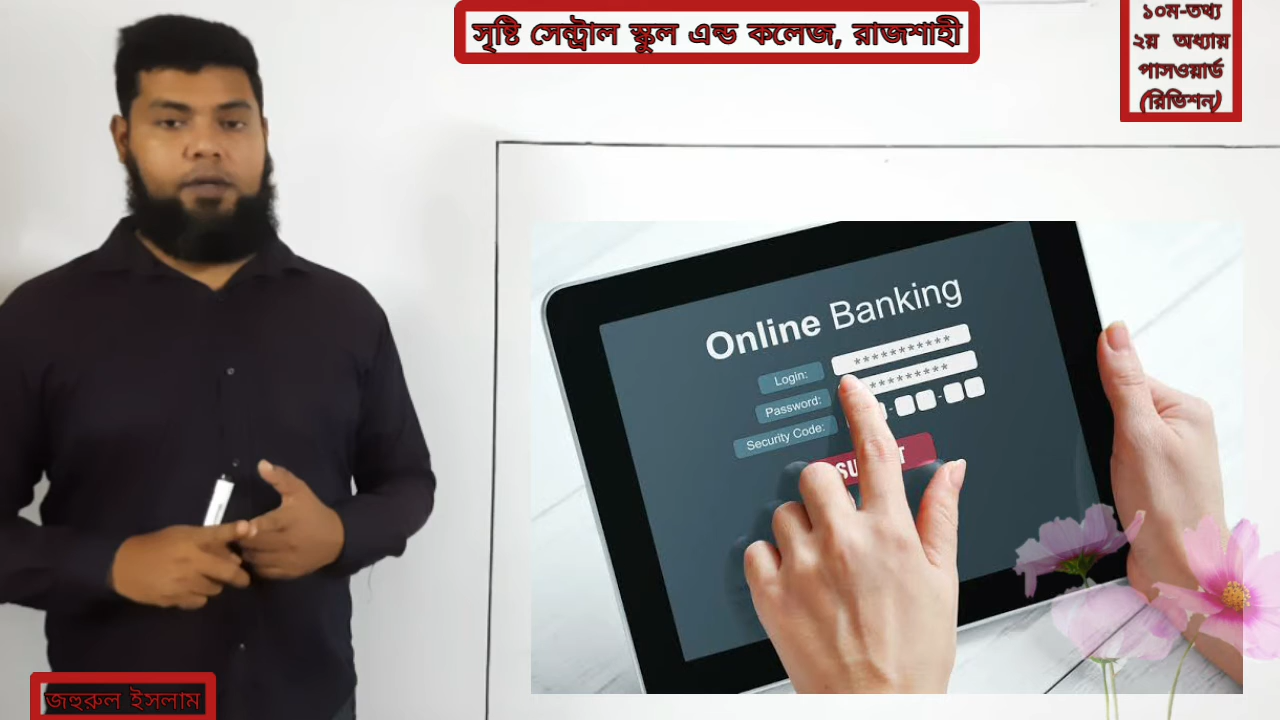 সৃষ্টি সেন্ট্রাল স্কুল এন্ড কলেজ, রাজশাহী
১০ম-তথ্য
২য় অধ্যায়
পাসওয়ার্ড
(রিভিশন)
Online Banking
Login: ***********
Password: *********
Security Code:
জহুরুল ইসলাম